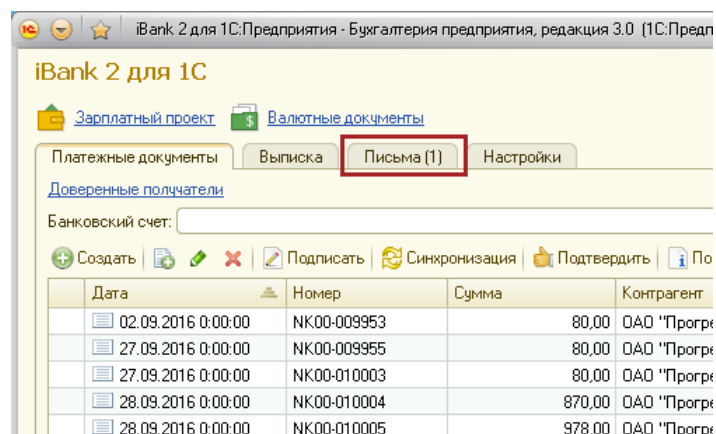 iBank 2 для 1С:Предприятия - Бухгалтерия предприятия, редакция 3.0 (1С:Предп
iBank 2 для 1С
Зарплатный проект Валютные документы
Платежные документы Выписка Письма (1) Настройки
Доверенные получатели
Банковский счет:
Создать Подписать Синхронизация Подтвердить По
Дата Номер Сумма Контрагент
02.09.2016 0:00:00 NK00-009953 80,00 ОАО "Прогре
27.09.2016 0:00:00 NK00-009955 80,00 ОАО "Прогре
27.09.2016 0:00:00 NK00-010003 80,00 ОАО "Прогре
28.09.2016 0:00:00 NK00-010004 870,00 ОАО "Прогре
28.09.2016 0:00:00 NK00-010005 978,00 ОАО "Прогре